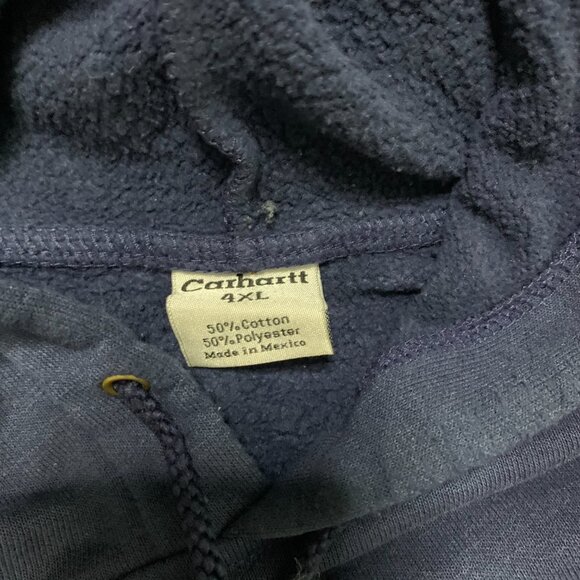 Carhartt
4XL
50% Cotton
50% Polyester
Made in Mexico